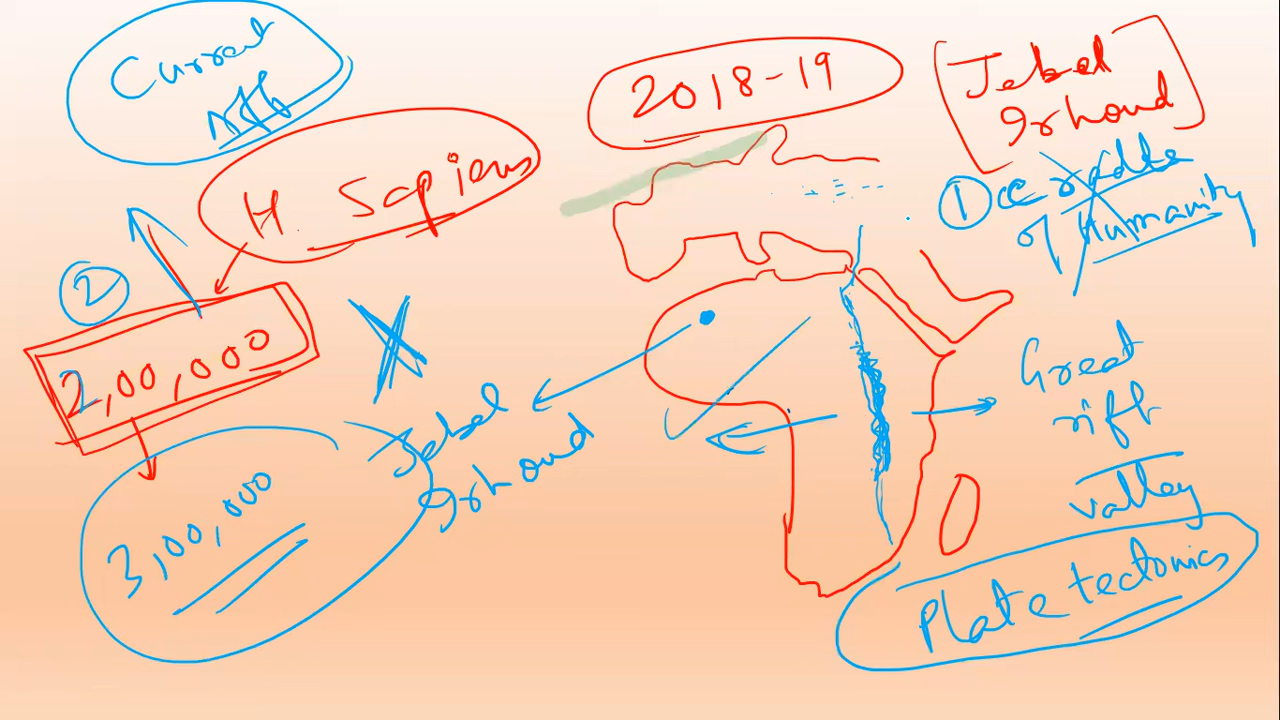 Current
Aff
2018-19
Jebel
Irhoud
H Sapiens
① Cradle
of Humanity
②
2,00,000
Great
rift
valley
Jebel
Irhoud
3,00,000
Plate tectonics